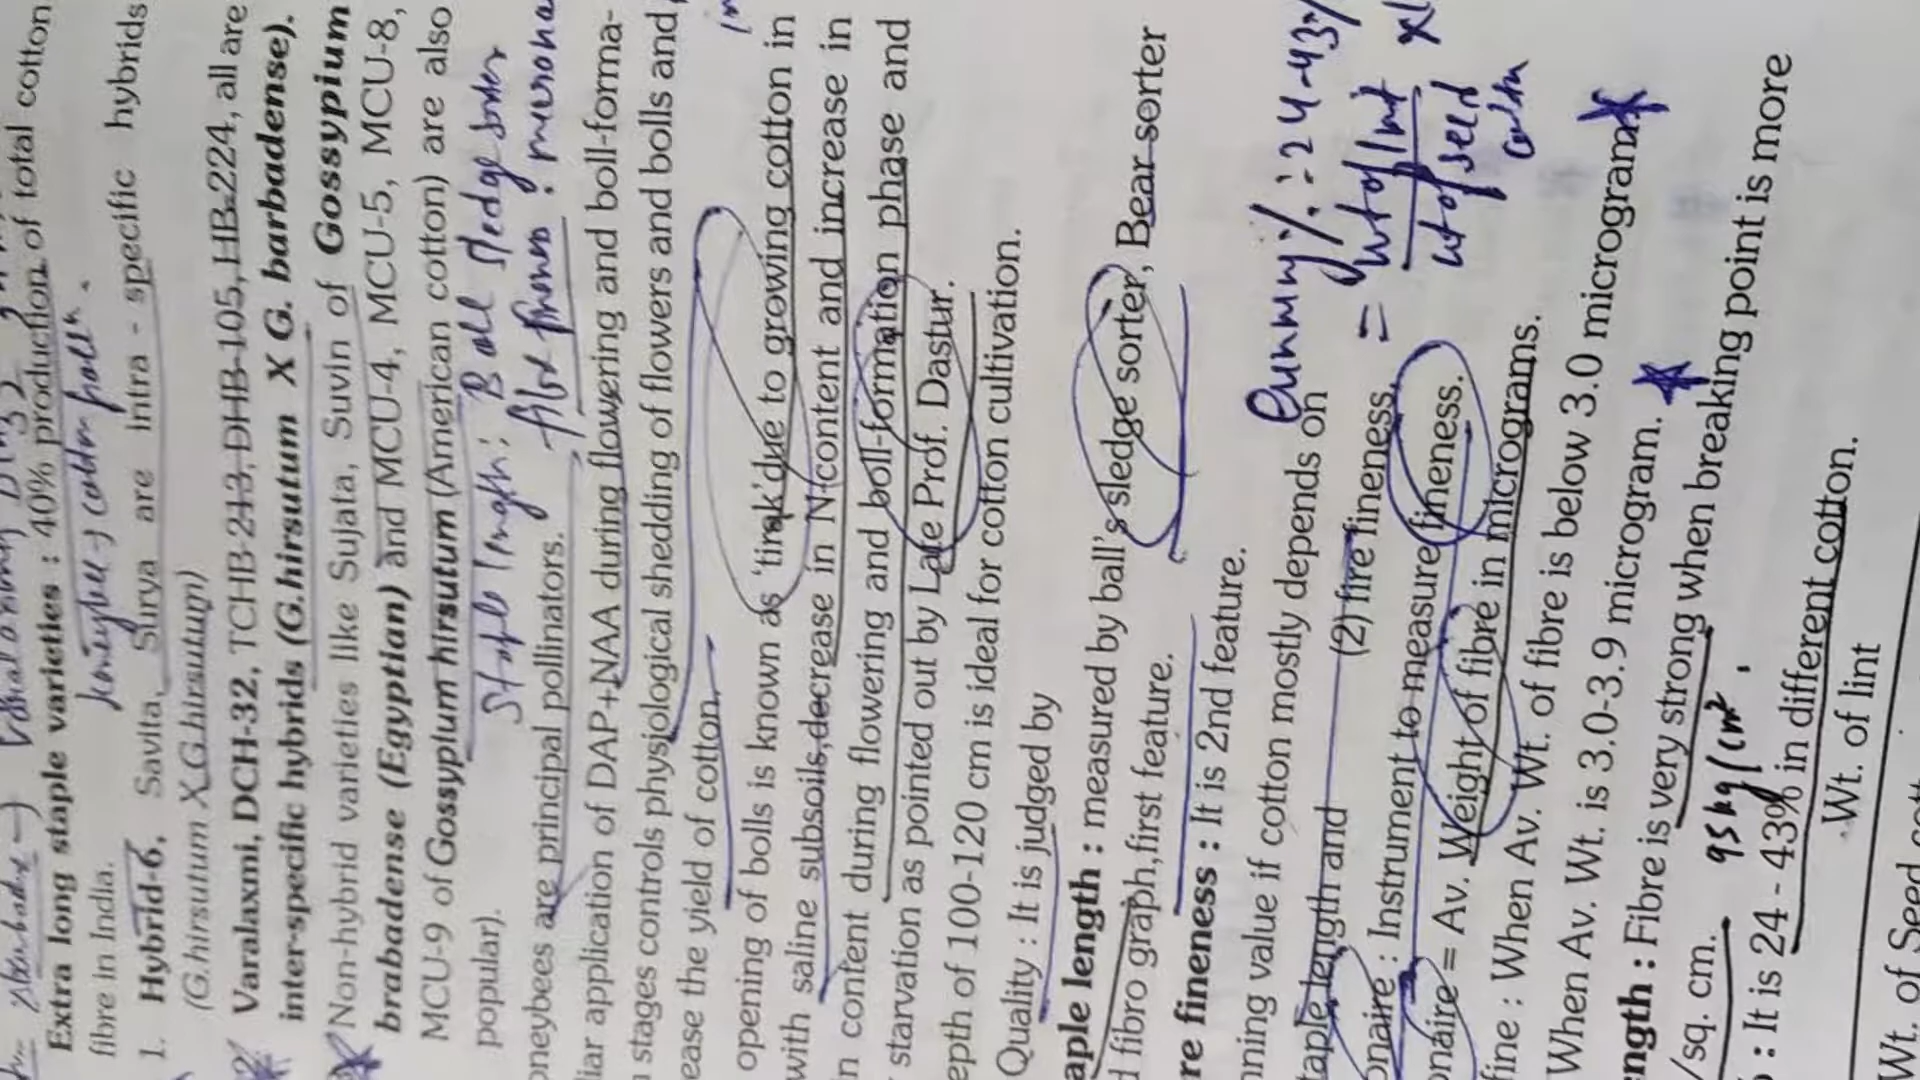 Extra long staple varieties : 40% production of total cotton
fibre in India.
honeybee → cotton pollin.
1. Hybrid-6, Savita, Surya are intra - specific hybrids
(G.hirsutum X G.hirsutum)
Varalaxmi, DCH-32, TCHB-213, DHB-105, HB-224, all are
inter-specific hybrids (G.hirsutum X G. barbadense).
Non-hybrid varieties like Sujata, Suvin of Gossypium
brabadense (Egyptian) and MCU-4, MCU-5, MCU-8,
MCU-9 of Gossypium hirsutum (American cotton) are also
popular).
Staple length : Ball sledge sorter
oneybees are principal pollinators.
liar application of DAP+NAA during flowering and boll-forma-
stages controls physiological shedding of flowers and bolls and
ease the yield of cotton.
opening of bolls is known as 'tirak' due to growing cotton in
with saline subsoils, decrease in N-content and increase in
in content during flowering and boll-formation phase and
starvation as pointed out by Late Prof. Dastur.
epth of 100-120 cm is ideal for cotton cultivation.
Quality : It is judged by
aple length : measured by ball's sledge sorter, Bear sorter
d fibro graph,first feature.
re fineness : It is 2nd feature.
nning value if cotton mostly depends on
taple length and (2) fire fineness.
onaire : Instrument to measure fineness.
onaire = Av. Weight of fibre in micrograms.
fine : When Av. Wt. of fibre is below 3.0 microgram.
When Av. Wt. is 3.0-3.9 microgram.
ength : Fibre is very strong when breaking point is more
/sq. cm. 95 kg/cm².
: It is 24 - 43% in different cotton.
Wt. of lint
Wt. of Seed
: 24-43%
= wt of lint
wt of seed